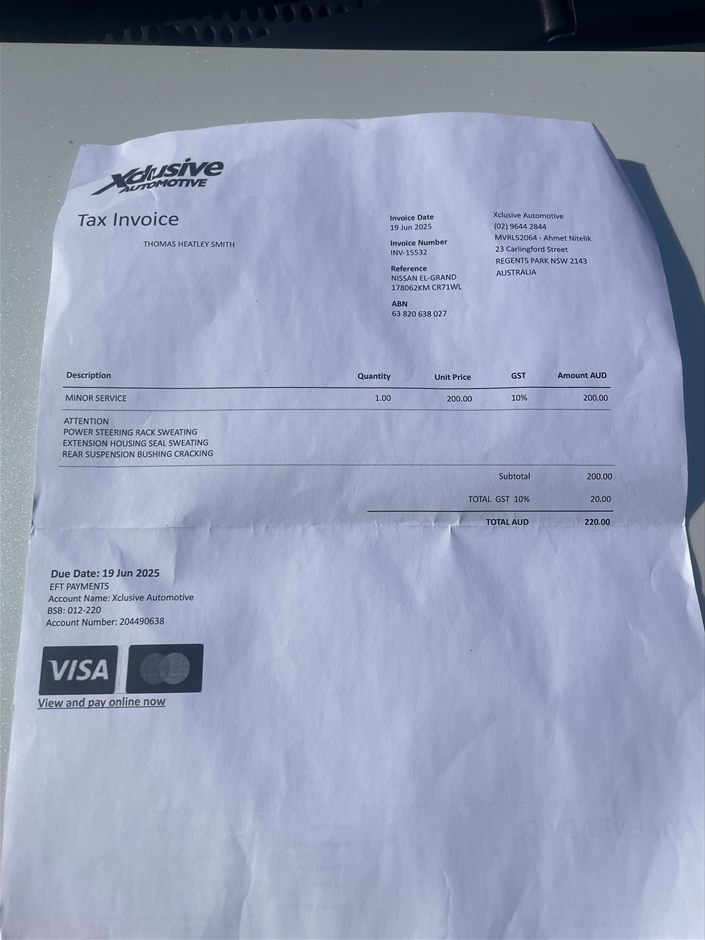 Xclusive
AUTOMOTIVE
Tax Invoice
THOMAS HEATLEY SMITH
Invoice Date
19 Jun 2025
Invoice Number
INV-15532
Reference
NISSAN EL-GRAND
178062KM CR71WL
ABN
63 820 638 027
Xclusive Automotive
(02) 9644 2844
MVRL52064 - Ahmet Nitelik
23 Carlingford Street
REGENTS PARK NSW 2143
AUSTRALIA
Description Quantity Unit Price GST Amount AUD
MINOR SERVICE 1.00 200.00 10% 200.00
ATTENTION
POWER STEERING RACK SWEATING
EXTENSION HOUSING SEAL SWEATING
REAR SUSPENSION BUSHING CRACKING
Subtotal 200.00
TOTAL GST 10% 20.00
TOTAL AUD 220.00
Due Date: 19 Jun 2025
EFT PAYMENTS
Account Name: Xclusive Automotive
BSB: 012-220
Account Number: 204490638
VISA
View and pay online now